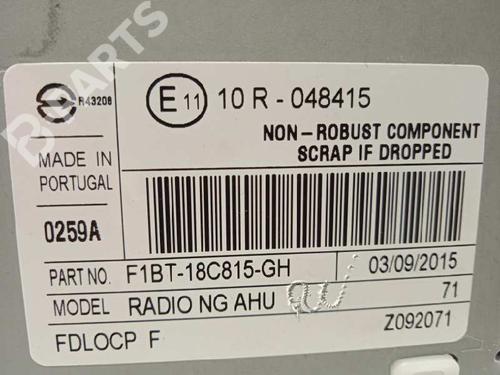 B PARTS
R43208
E 11 10 R - 048415
NON - ROBUST COMPONENT
SCRAP IF DROPPED
MADE IN
PORTUGAL
0259A
PART NO. F1BT-18C815-GH 03/09/2015
MODEL RADIO NG AHU 71
FDLOCP F Z092071